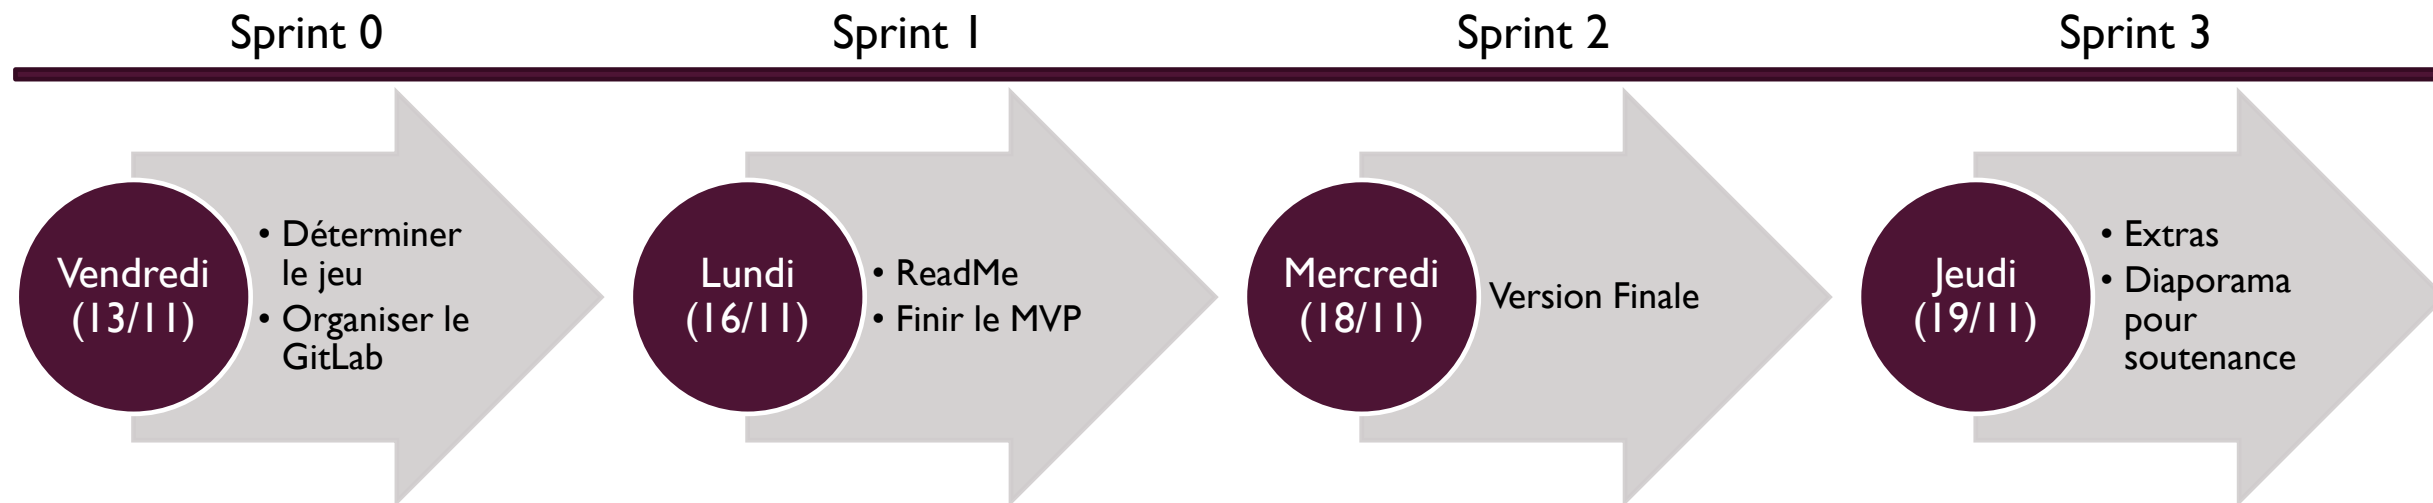 Sprint 0
Sprint 1
Sprint 2
Sprint 3
Vendredi
(13/11)
• Déterminer
le jeu
• Organiser le
GitLab
Lundi
(16/11)
• ReadMe
• Finir le MVP
Mercredi
(18/11)
Version Finale
Jeudi
(19/11)
• Extras
• Diaporama
pour
soutenance